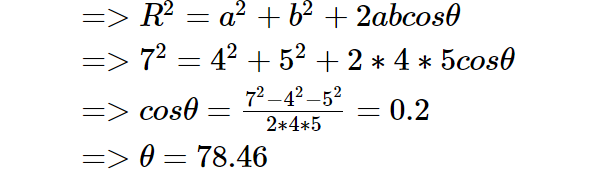 => R² = a² + b² + 2abcosθ
=> 7² = 4² + 5² + 2 * 4 * 5cosθ
=> cosθ = \frac{7²−4²−5²}{2*4*5} = 0.2
=> θ = 78.46